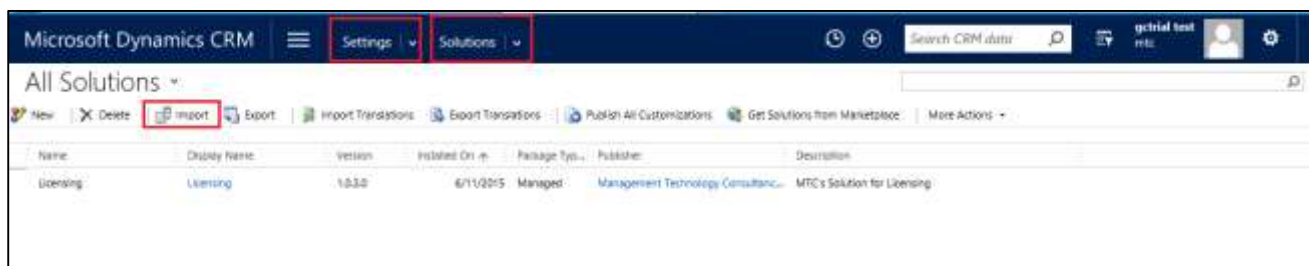 Microsoft Dynamics CRM Settings Solutions Search CRM data gctrial test
mtc
All Solutions
New Delete Import Export Import Translations Export Translations Publish All Customizations Get Solutions from Marketplace More Actions
Name Display Name Version Installed On Package Typ... Publisher Description
Licensing Licensing 1.0.3.0 6/11/2015 Managed Management Technology Consultanc... MTC's Solution for Licensing